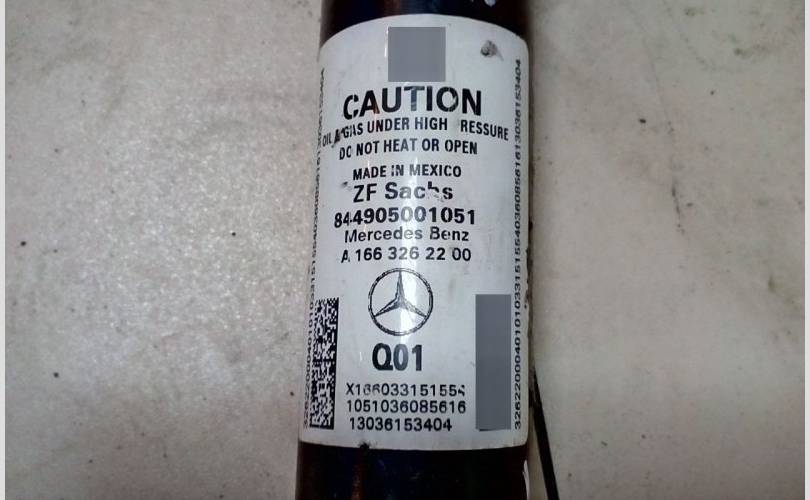 CAUTION
OIL & GAS UNDER HIGH PRESSURE
DO NOT HEAT OR OPEN
MADE IN MEXICO
ZF Sachs
844905001051
Mercedes Benz
A 166 326 22 00
Q01
X166033151554
1051036085616
13036153404